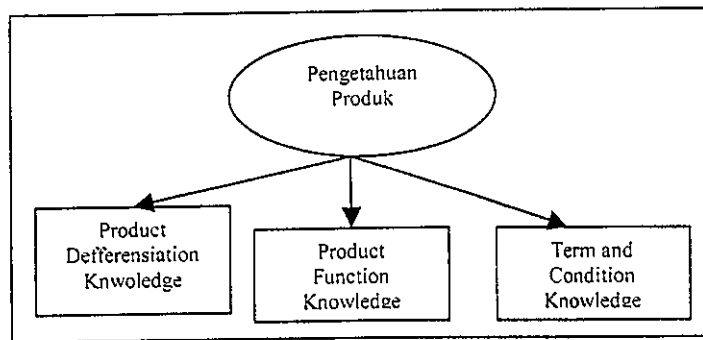 Pengetahuan
Produk
Product
Defferensiation
Knwoledge
Product
Function
Knowledge
Term and
Condition
Knowledge